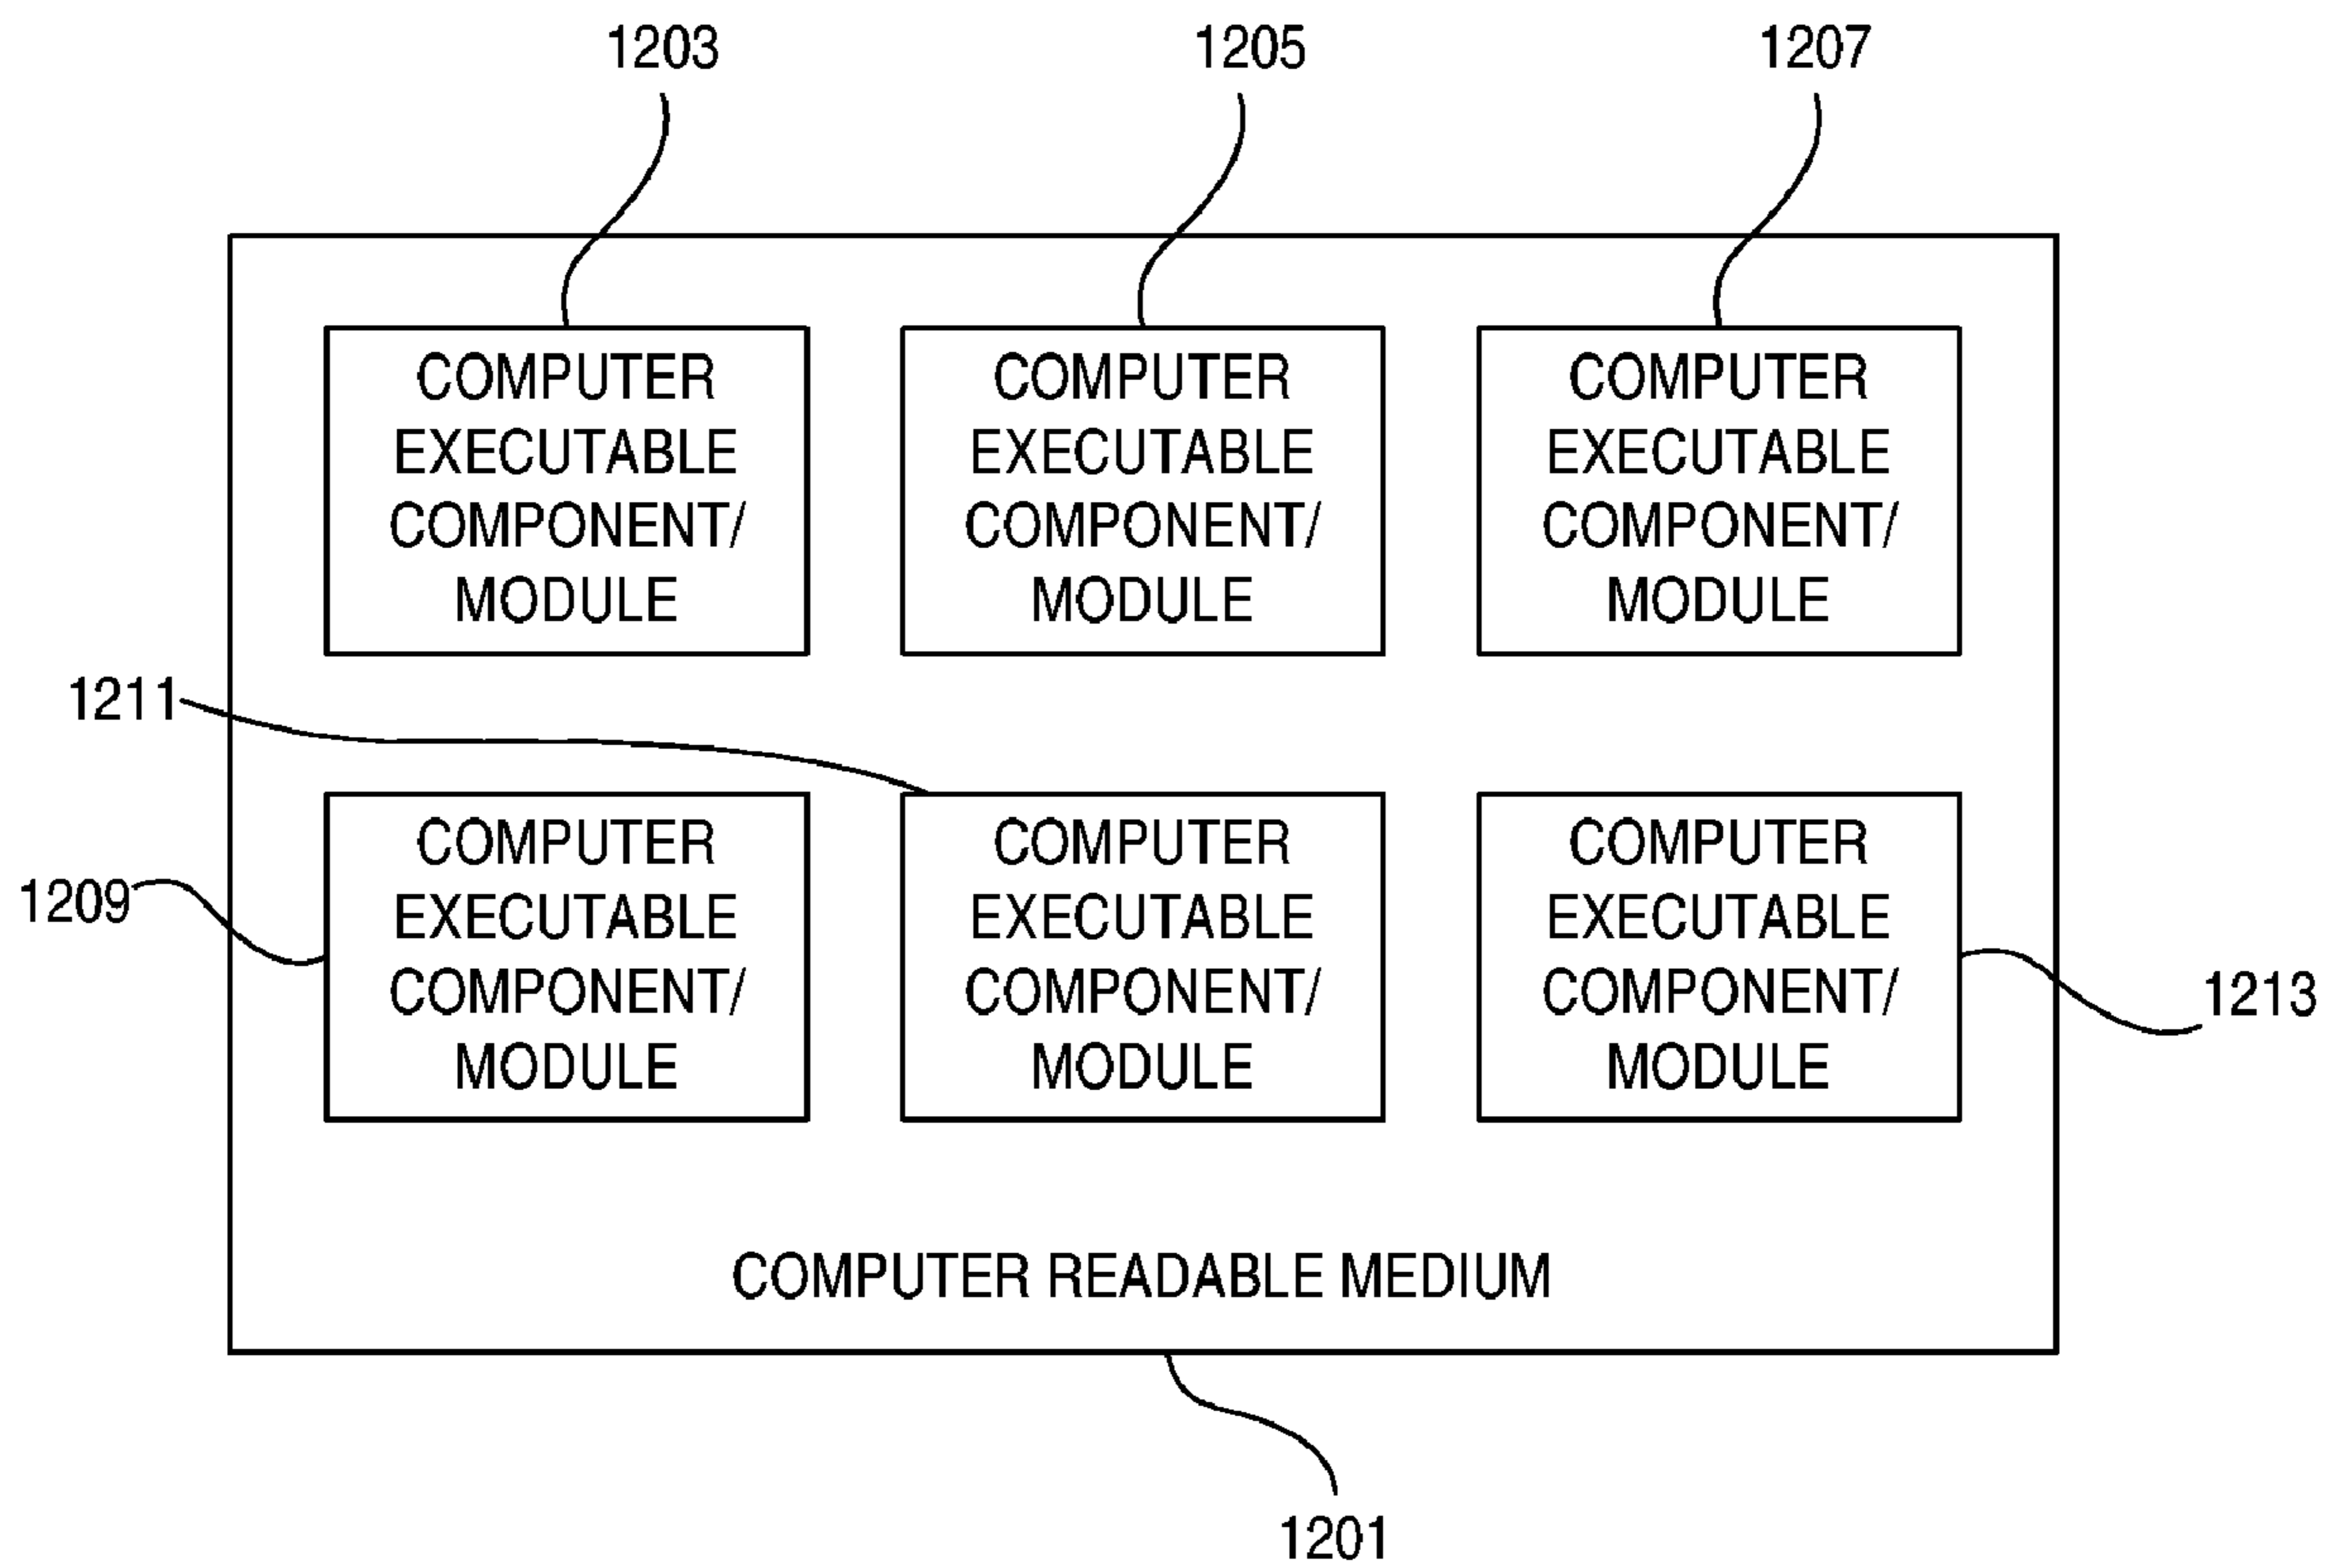 1203
1205
1207
COMPUTER
EXECUTABLE
COMPONENT/
MODULE
COMPUTER
EXECUTABLE
COMPONENT/
MODULE
COMPUTER
EXECUTABLE
COMPONENT/
MODULE
1211
1209
COMPUTER
EXECUTABLE
COMPONENT/
MODULE
COMPUTER
EXECUTABLE
COMPONENT/
MODULE
COMPUTER
EXECUTABLE
COMPONENT/
MODULE
1213
COMPUTER READABLE MEDIUM
1201